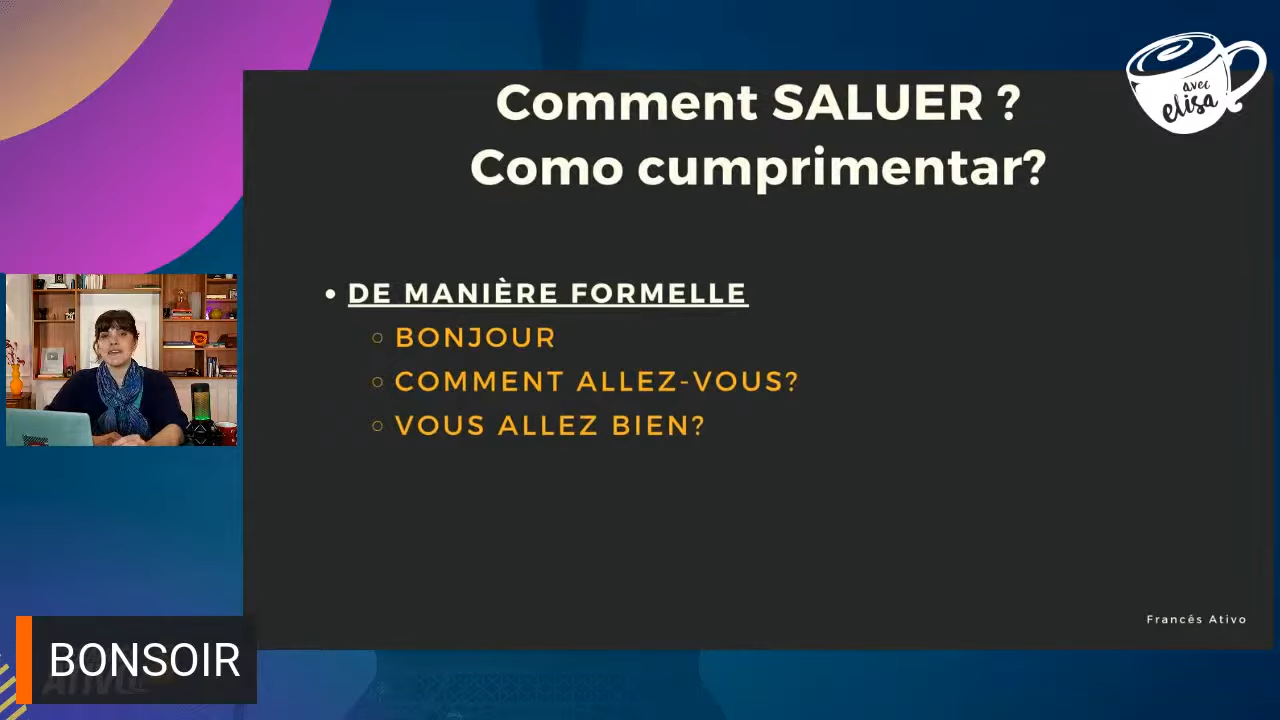 Comment SALUER ?
Como cumprimentar?
avec
elisa
DE MANIÈRE FORMELLE
BONJOUR
COMMENT ALLEZ-VOUS?
VOUS ALLEZ BIEN?
Francês Ativo
BONSOIR